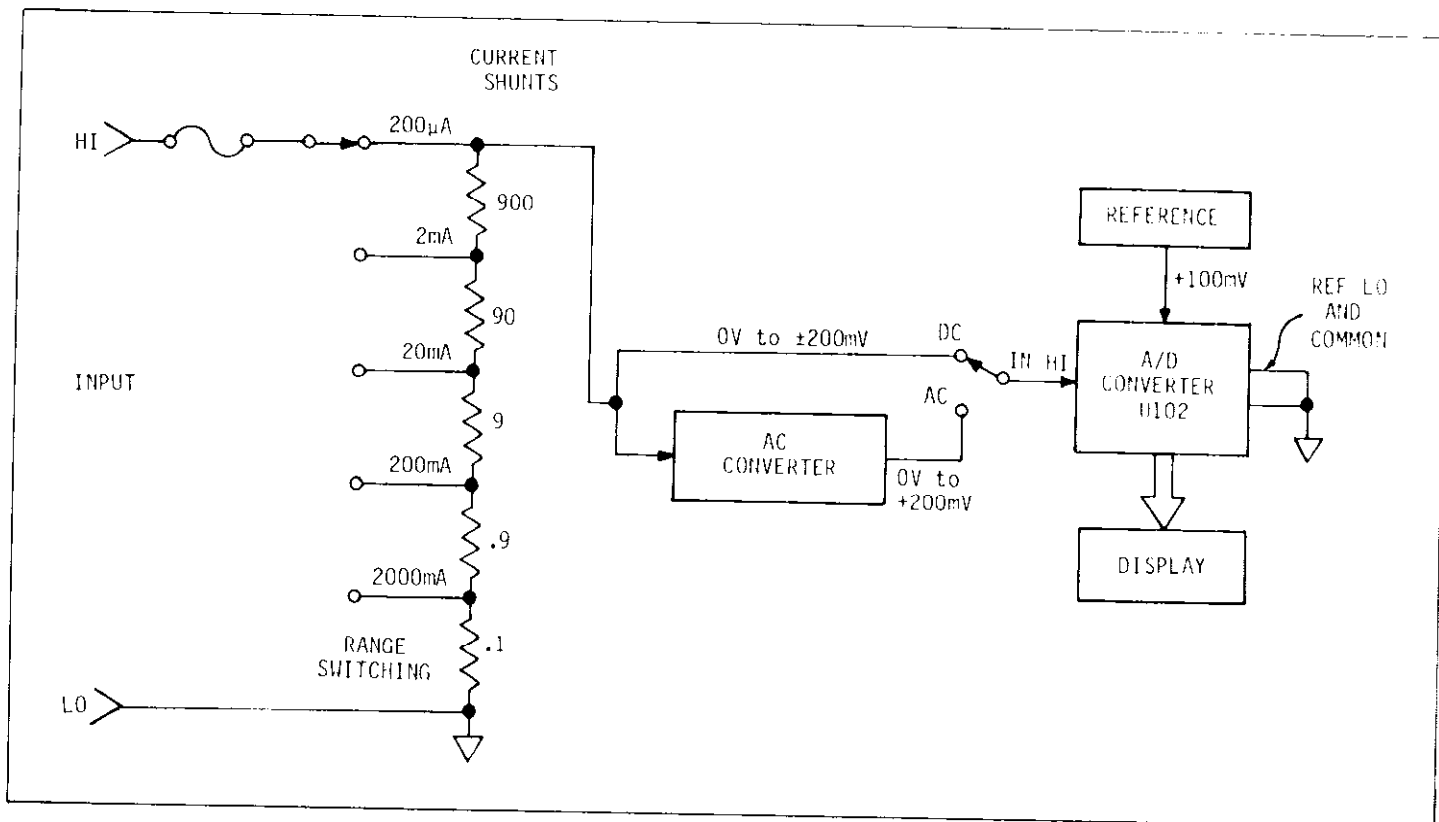 CURRENT
SHUNTS
HI
200µA
900
2mA
90
20mA
9
200mA
.9
2000mA
.1
INPUT
RANGE
SWITCHING
LO
0V to ±200mV
DC
AC
IN HI
AC
CONVERTER
0V to
+200mV
REFERENCE
+100mV
REF LO
AND
COMMON
A/D
CONVERTER
U102
DISPLAY